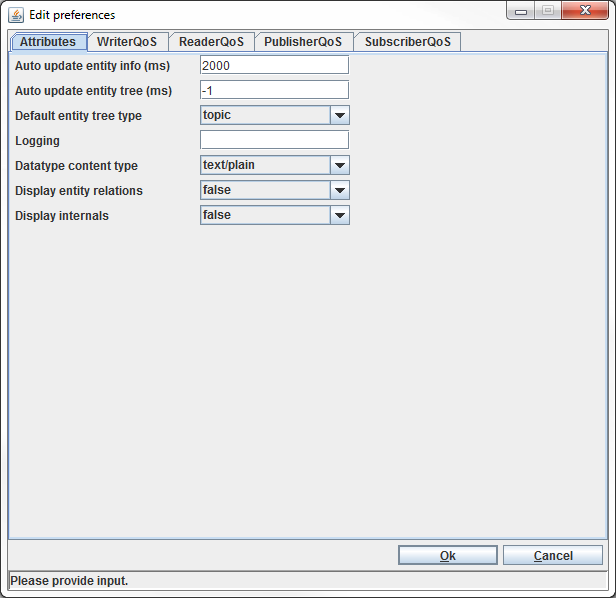 Edit preferences
Attributes WriterQoS ReaderQoS PublisherQoS SubscriberQoS
Auto update entity info (ms) 2000
Auto update entity tree (ms) -1
Default entity tree type topic
Logging
Datatype content type text/plain
Display entity relations false
Display internals false
Ok Cancel
Please provide input.